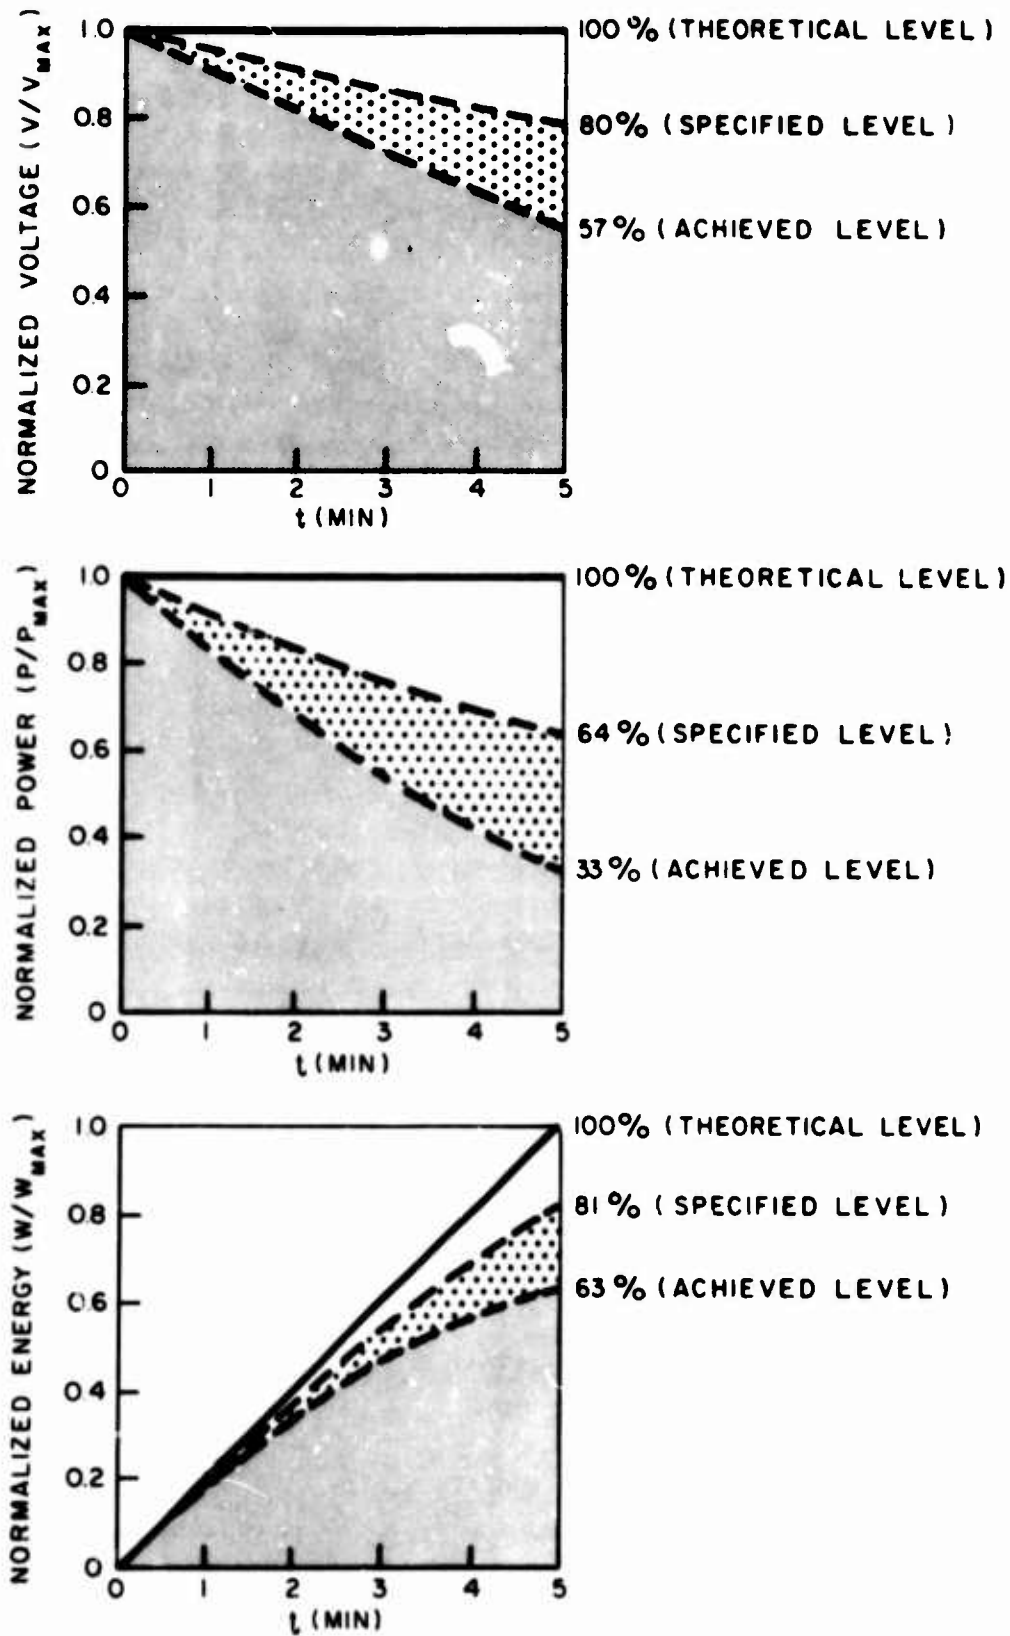 NORMALIZED VOLTAGE (V/VMAX)
1.0
0.8
0.6
0.4
0.2
0
0 1 2 3 4 5
t (MIN)
100% (THEORETICAL LEVEL)
80% (SPECIFIED LEVEL)
57% (ACHIEVED LEVEL)
NORMALIZED POWER (P/PMAX)
1.0
0.8
0.6
0.4
0.2
0
0 1 2 3 4 5
t (MIN)
100% (THEORETICAL LEVEL)
64% (SPECIFIED LEVEL)
33% (ACHIEVED LEVEL)
NORMALIZED ENERGY (W/WMAX)
1.0
0.8
0.6
0.4
0.2
0
0 1 2 3 4 5
t (MIN)
100% (THEORETICAL LEVEL)
81% (SPECIFIED LEVEL)
63% (ACHIEVED LEVEL)